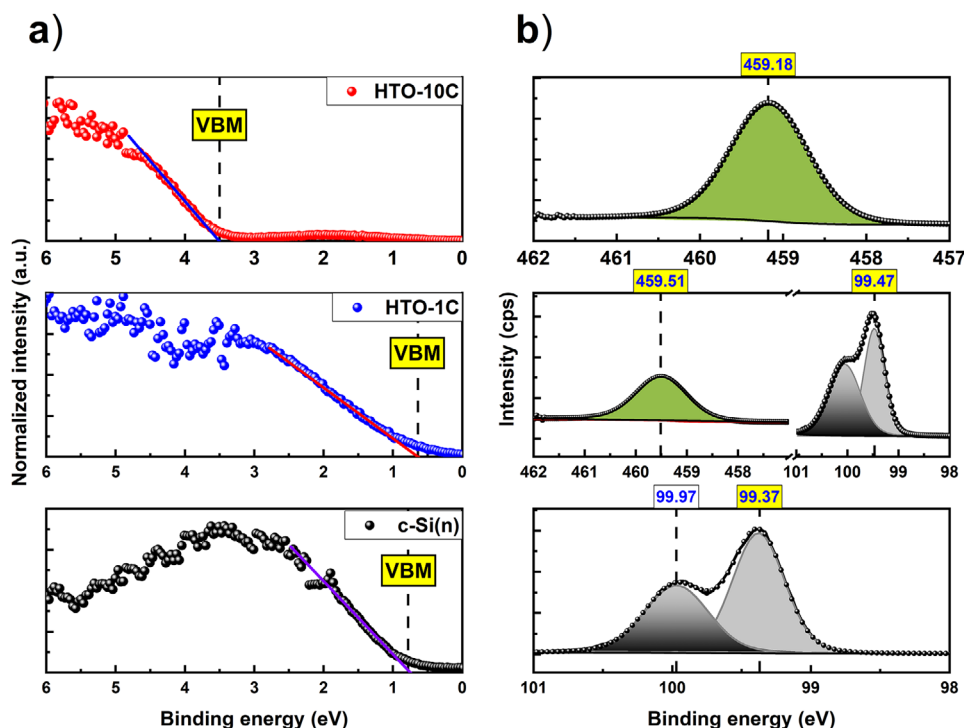 a)
b)
Normalized intensity (a.u.)
HTO-10C
VBM
6 5 4 3 2 1 0
HTO-1C
VBM
6 5 4 3 2 1 0
c-Si(n)
VBM
6 5 4 3 2 1 0
Binding energy (eV)
Intensity (cps)
459.18
462 461 460 459 458 457
459.51 99.47
462 461 460 459 458 101 100 99 98
99.97 99.37
101 100 99 98
Binding energy (eV)